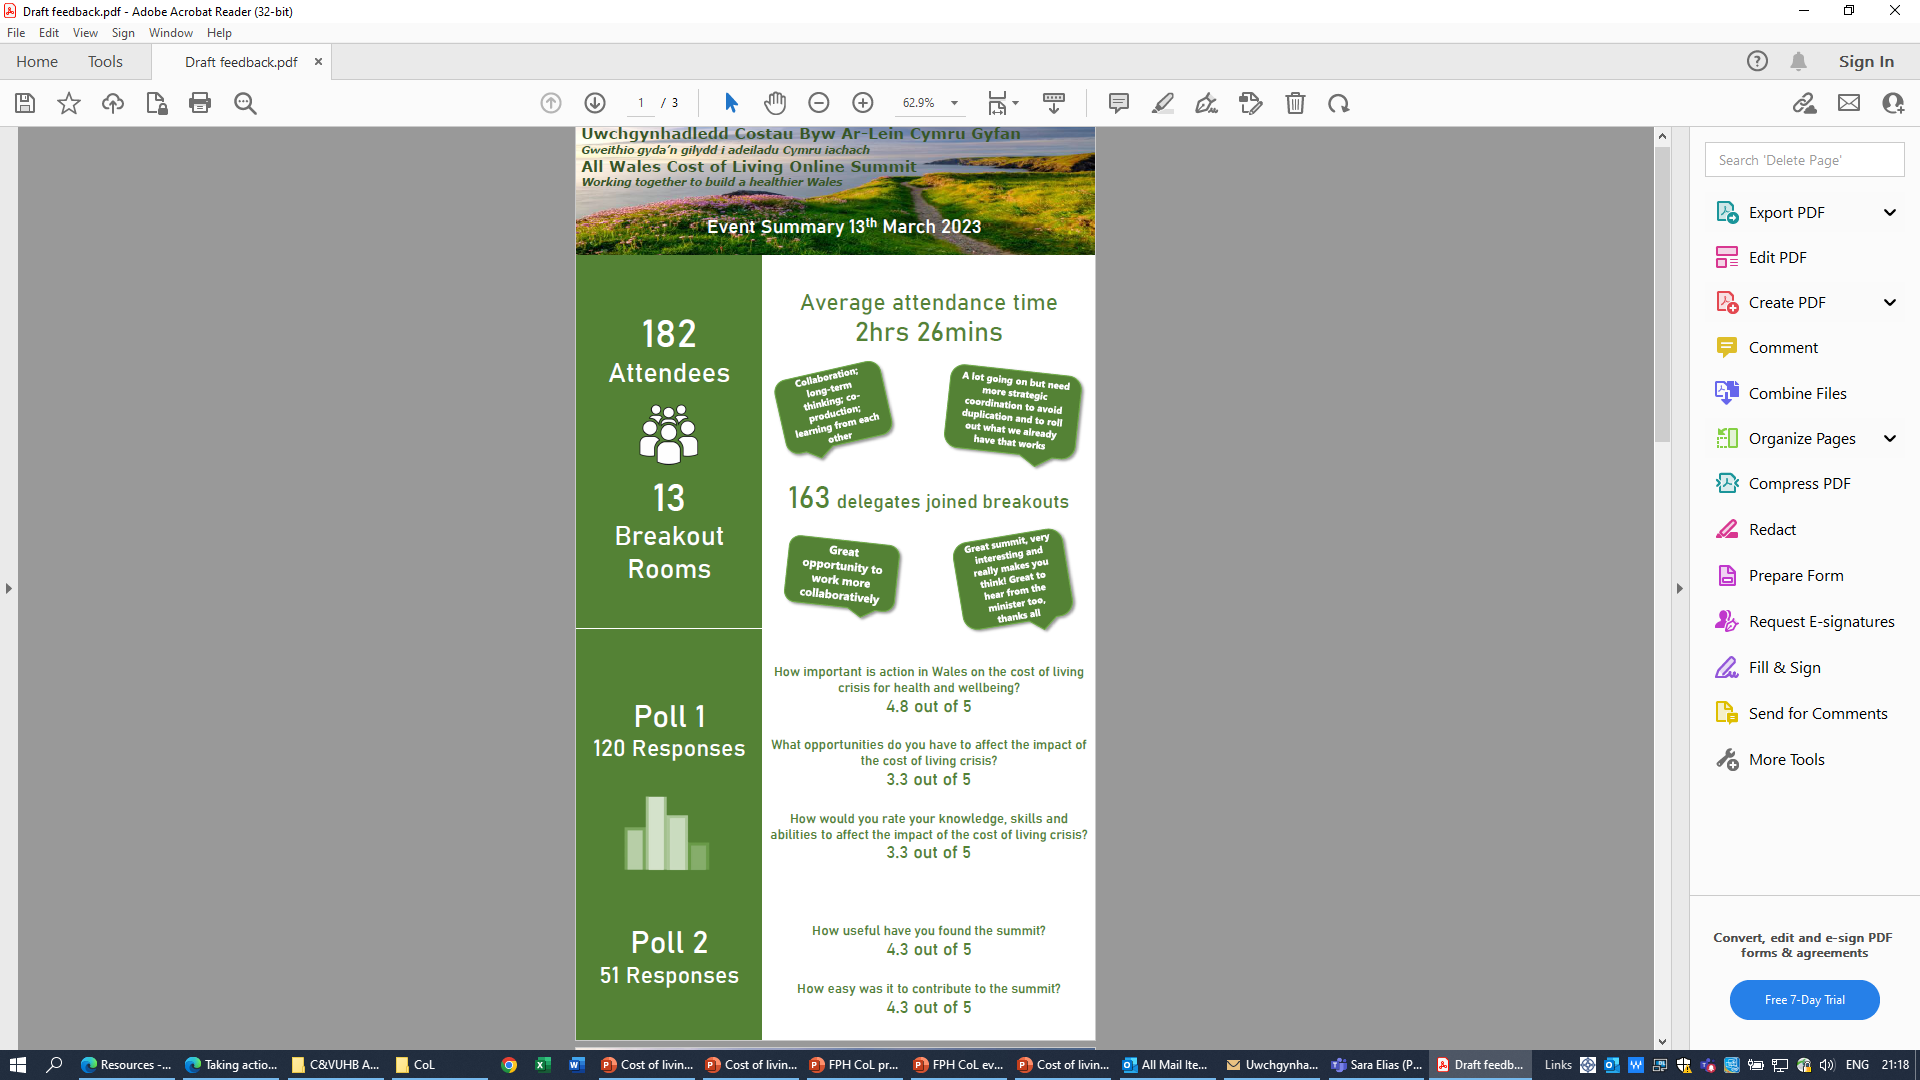 Draft feedback.pdf - Adobe Acrobat Reader (32-bit)
File Edit View Sign Window Help
Home Tools Draft feedback.pdf × Sign In
1 / 3 62.9%
Uwchgynhadledd Costau Byw Ar-Lein Cymru Gyfan
Gweithio gyda'n gilydd i adeiladu Cymru iachach
All Wales Cost of Living Online Summit
Working together to build a healthier Wales
Event Summary 13th March 2023
182
Attendees
13
Breakout
Rooms
Average attendance time
2hrs 26mins
Collaboration;
long-term
thinking; co-
production;
learning from each
other
A lot going on but need
more strategic
coordination to avoid
duplication and to roll
out what we already
have that works
163 delegates joined breakouts
Great
opportunity to
work more
collaboratively
Great summit, very
interesting and
really makes you
think! Great to
hear from the
minister too,
thanks all
Poll 1
120 Responses
How important is action in Wales on the cost of living
crisis for health and wellbeing?
4.8 out of 5
What opportunities do you have to affect the impact of
the cost of living crisis?
3.3 out of 5
How would you rate your knowledge, skills and
abilities to affect the impact of the cost of living crisis?
3.3 out of 5
Poll 2
51 Responses
How useful have you found the summit?
4.3 out of 5
How easy was it to contribute to the summit?
4.3 out of 5
Search 'Delete Page'
Export PDF
Edit PDF
Create PDF
Comment
Combine Files
Organize Pages
Compress PDF
Redact
Prepare Form
Request E-signatures
Fill & Sign
Send for Comments
More Tools
Convert, edit and e-sign PDF
forms & agreements
Free 7-Day Trial
Resources -... Taking actio... C&VUHB A... CoL Cost of livin... Cost of livin... FPH CoL pr... FPH CoL ev... Cost of livin... All Mail Ite... Uwchgynha... Sara Elias (P... Draft feedb... Links ENG 21:18